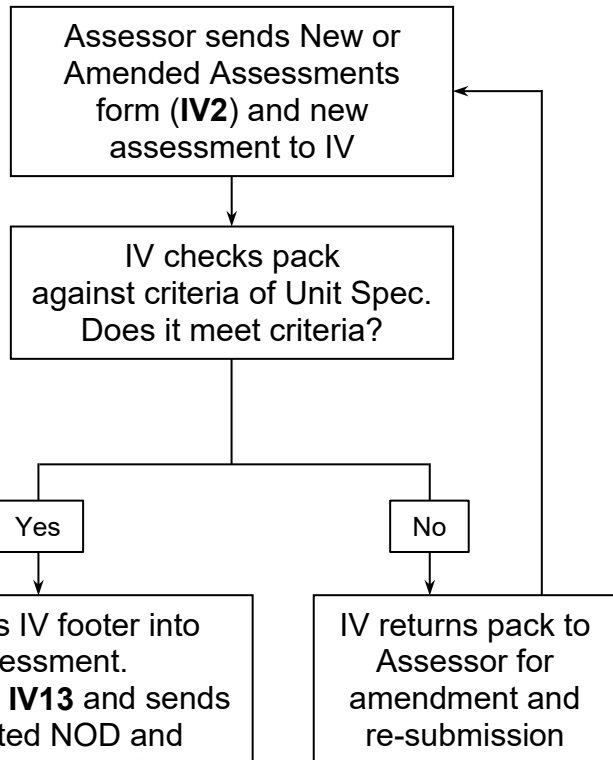 Assessor sends New or
Amended Assessments
form (IV2) and new
assessment to IV
IV checks pack
against criteria of Unit Spec.
Does it meet criteria?
Yes
No
IV footer into
IV13 and sends
NOD and
IV returns pack to
Assessor for
amendment and
re-submission